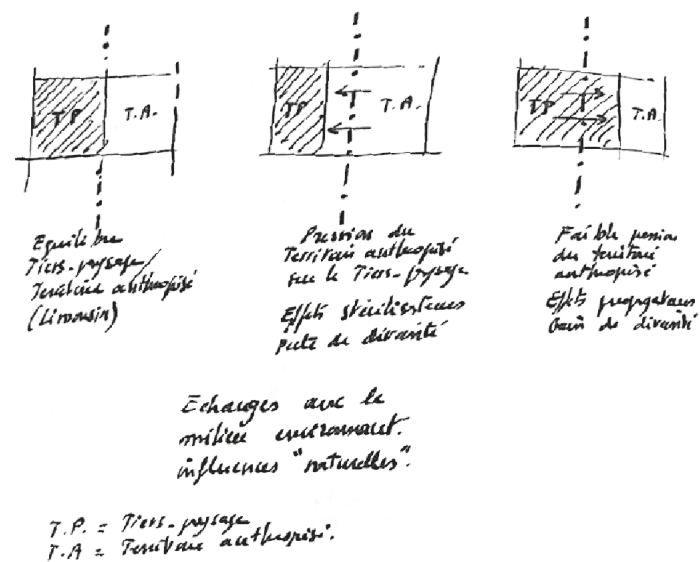 T.P.
T.A.
T.P.
T.A.
T.P.
T.A.
Equilibre
Tiers-paysage/
Territoire anthropisé
(Limousin)
Pression du
Territoire anthropisé
sur le Tiers-paysage
Effets stérilisateurs
perte de diversité
Faible pression
du territoire
anthropisé
Effets propagateurs
Gain de diversité
Echanges avec le
milieu environnant.
influences "naturelles".
T.P. = Tiers-paysage
T.A = Territoire anthropisé.